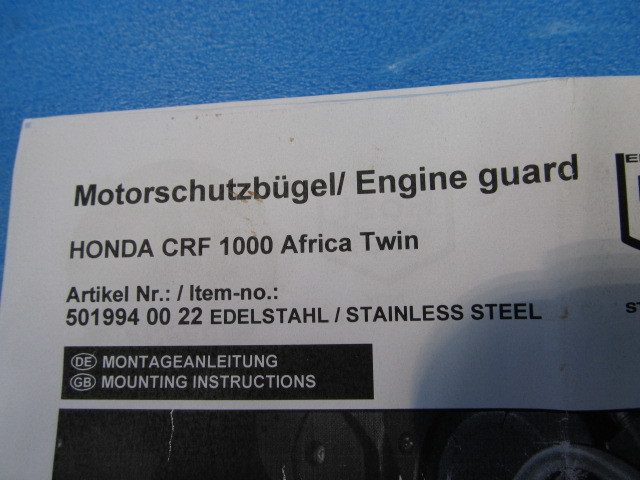 Motorschutzbügel/ Engine guard
HONDA CRF 1000 Africa Twin
Artikel Nr.: / Item-no.:
501994 00 22 EDELSTAHL / STAINLESS STEEL
DE MONTAGEANLEITUNG
GB MOUNTING INSTRUCTIONS